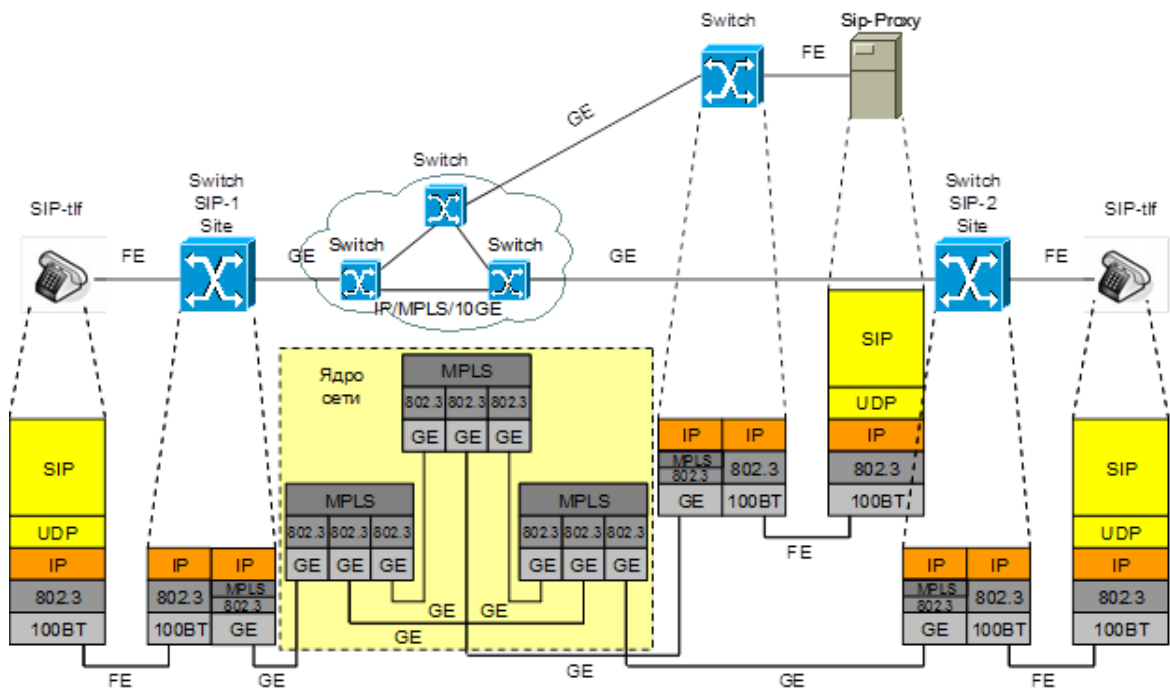 Switch
Sip-Proxy
FE
GE
Switch
SIP-tlf
Switch
SIP-1
Site
Switch
SIP-2
Site
SIP-tlf
FE
GE
Switch
Switch
GE
FE
IP/MPLS/10GE
Ядро
сети
MPLS
802.3 802.3 802.3
GE GE GE
MPLS
802.3 802.3 802.3
GE GE GE
MPLS
802.3 802.3 802.3
GE GE GE
GE GE
GE
SIP
UDP
IP
802.3
100BT
IP IP
802.3 MPLS
802.3
100BT GE
FE
GE
IP IP
MPLS
802.3 802.3
GE 100BT
FE
SIP
UDP
IP
802.3
100BT
GE
GE
IP IP
MPLS
802.3 802.3
GE 100BT
FE
SIP
UDP
IP
802.3
100BT